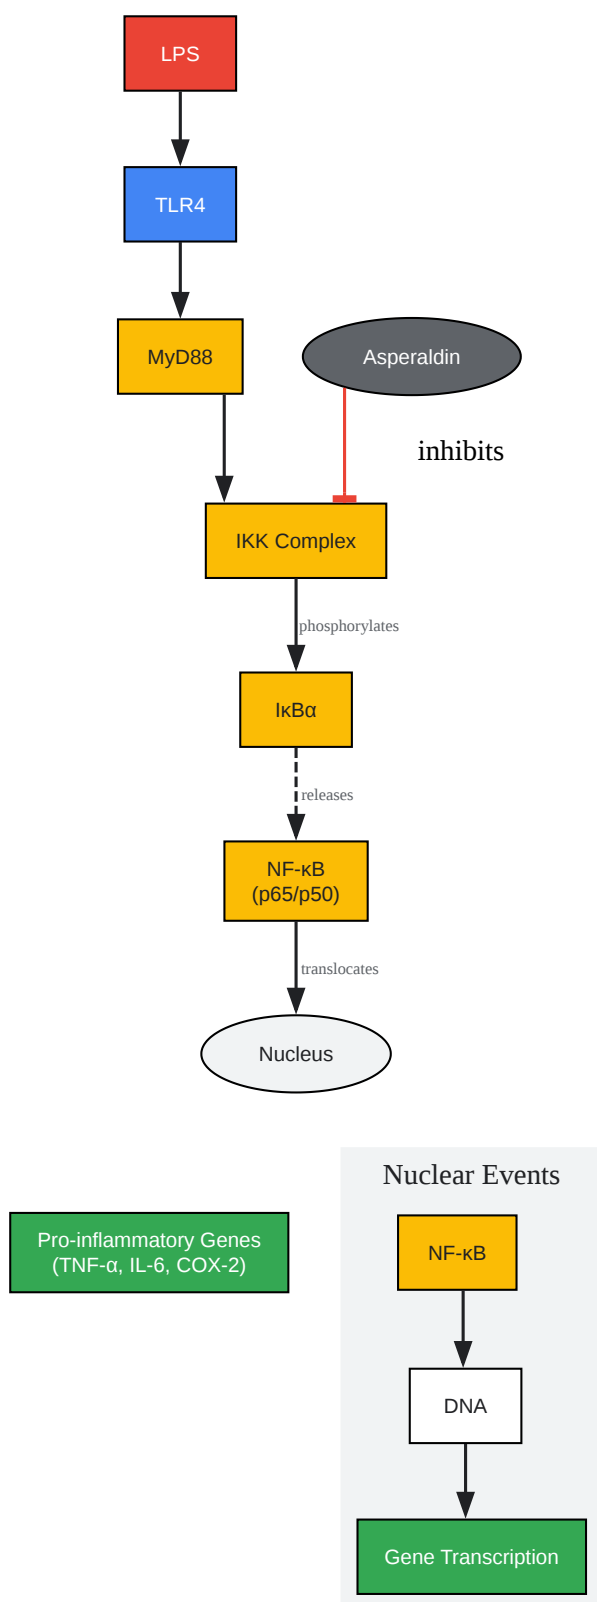 LPS
TLR4
MyD88
Asperaldin
inhibits
IKK Complex
phosphorylates
IκBα
releases
NF-κB
(p65/p50)
translocates
Nucleus
Nuclear Events
Pro-inflammatory Genes
(TNF-α, IL-6, COX-2)
NF-κB
DNA
Gene Transcription